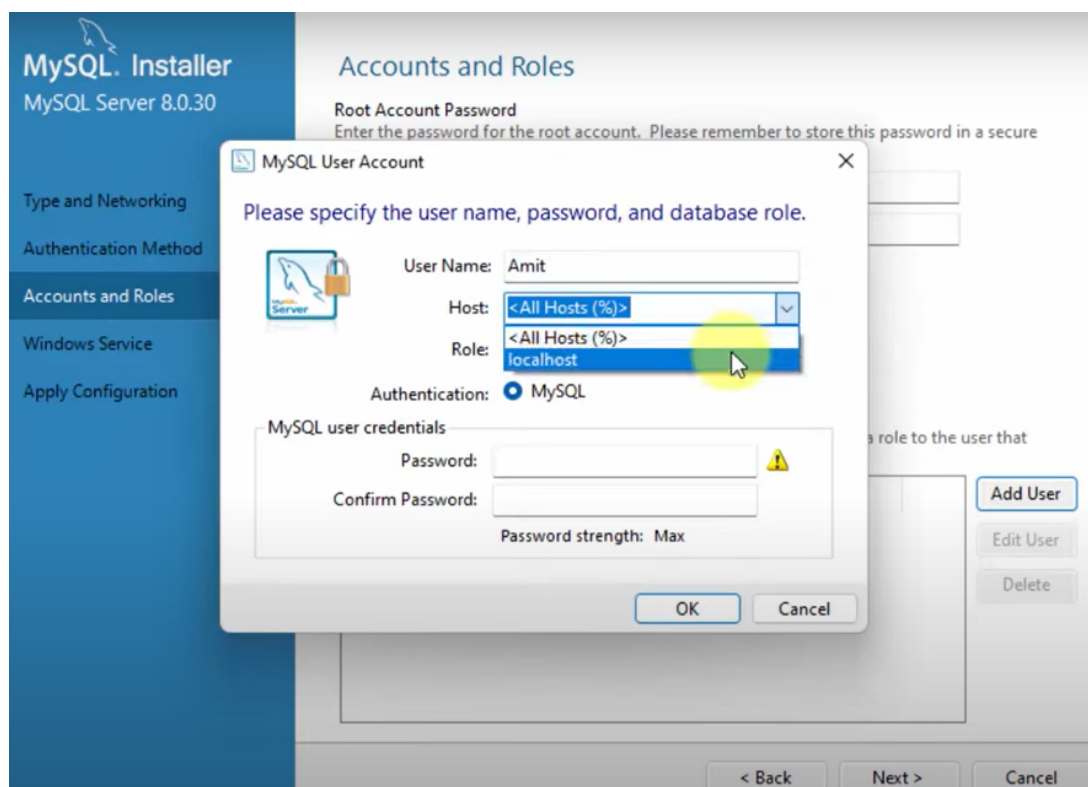 MySQL. Installer
MySQL Server 8.0.30
Type and Networking
Authentication Method
Accounts and Roles
Windows Service
Apply Configuration
Accounts and Roles
Root Account Password
Enter the password for the root account. Please remember to store this password in a secure
MySQL User Account
Please specify the user name, password, and database role.
MySQL
Server
User Name: Amit
Host: <All Hosts (%)>
<All Hosts (%)>
localhost
Role:
Authentication: MySQL
MySQL user credentials
Password:
Confirm Password:
Password strength: Max
OK Cancel
a role to the user that
Add User
Edit User
Delete
< Back Next > Cancel